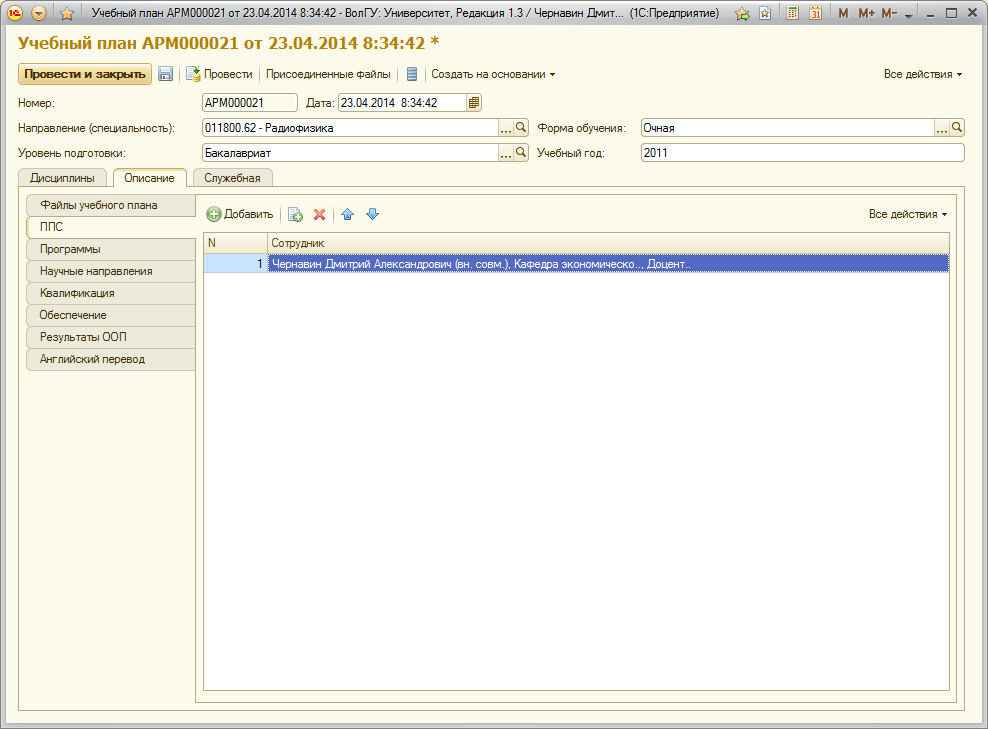 Учебный план АРМ000021 от 23.04.2014 8:34:42 - ВолГУ: Университет, Редакция 1.3 / Чернавин Дмит... (1С:Предприятие)
31 M M+ M-
Учебный план АРМ000021 от 23.04.2014 8:34:42 *
Провести и закрыть Провести Присоединенные файлы Создать на основании Все действия
Номер: АРМ000021 Дата: 23.04.2014 8:34:42
Направление (специальность): 011800.62 - Радиофизика ... Форма обучения: Очная ...
Уровень подготовки: Бакалавриат ... Учебный год: 2011
Дисциплины Описание Служебная
Файлы учебного плана
ППС
Программы
Научные направления
Квалификация
Обеспечение
Результаты ООП
Английский перевод
Добавить Все действия
N Сотрудник
1 Чернавин Дмитрий Александрович (вн. совм.), Кафедра экономическо.., Доцент..